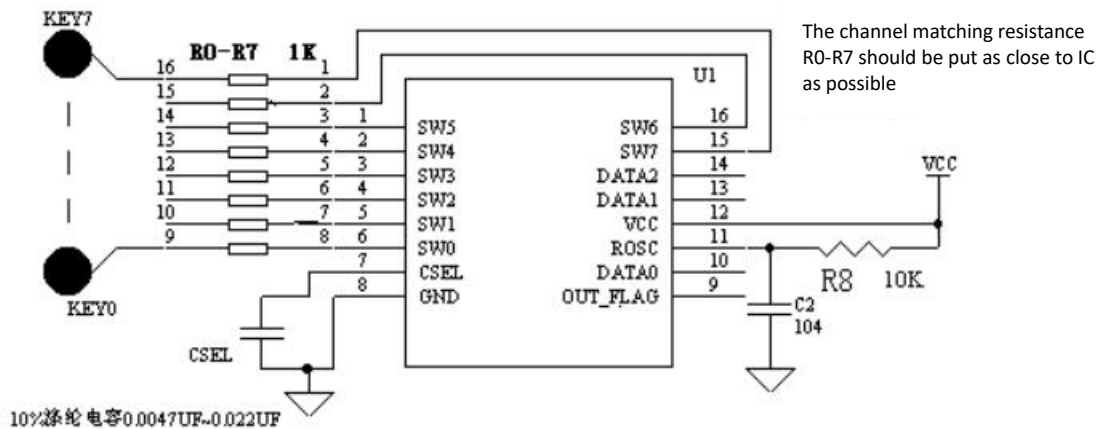 KEY7
R0-R7 1K
The channel matching resistance
R0-R7 should be put as close to IC
as possible
U1
16 1
15 2
14 3 1 SW5 SW6 16
13 4 2 SW4 SW7 15
12 5 3 SW3 DATA2 14
11 6 4 SW2 DATA1 13
10 7 5 SW1 VCC 12
9 8 6 SW0 ROSC 11
7 CSEL DATA0 10
8 GND OUT_FLAG 9
VCC
R8 10K
KEY0
C2
104
CSEL
10%涤纶电容0.0047UF~0.022UF